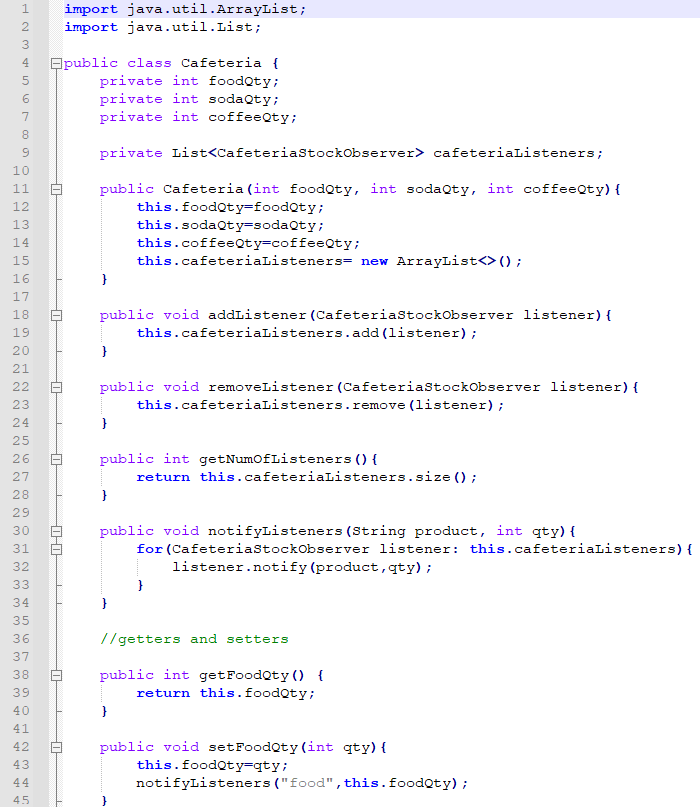 1 import java.util.ArrayList;
2 import java.util.List;
3
4 public class Cafeteria {
5     private int foodQty;
6     private int sodaQty;
7     private int coffeeQty;
8
9     private List<CafeteriaStockObserver> cafeteriaListeners;
10
11     public Cafeteria(int foodQty, int sodaQty, int coffeeQty){
12         this.foodQty=foodQty;
13         this.sodaQty=sodaQty;
14         this.coffeeQty=coffeeQty;
15         this.cafeteriaListeners= new ArrayList<>();
16     }
17
18     public void addListener(CafeteriaStockObserver listener){
19         this.cafeteriaListeners.add(listener);
20     }
21
22     public void removeListener(CafeteriaStockObserver listener){
23         this.cafeteriaListeners.remove(listener);
24     }
25
26     public int getNumOfListeners(){
27         return this.cafeteriaListeners.size();
28     }
29
30     public void notifyListeners(String product, int qty){
31         for(CafeteriaStockObserver listener: this.cafeteriaListeners){
32             listener.notify(product,qty);
33         }
34     }
35
36     //getters and setters
37
38     public int getFoodQty() {
39         return this.foodQty;
40     }
41
42     public void setFoodQty(int qty){
43         this.foodQty=qty;
44         notifyListeners("food",this.foodQty);
45     }